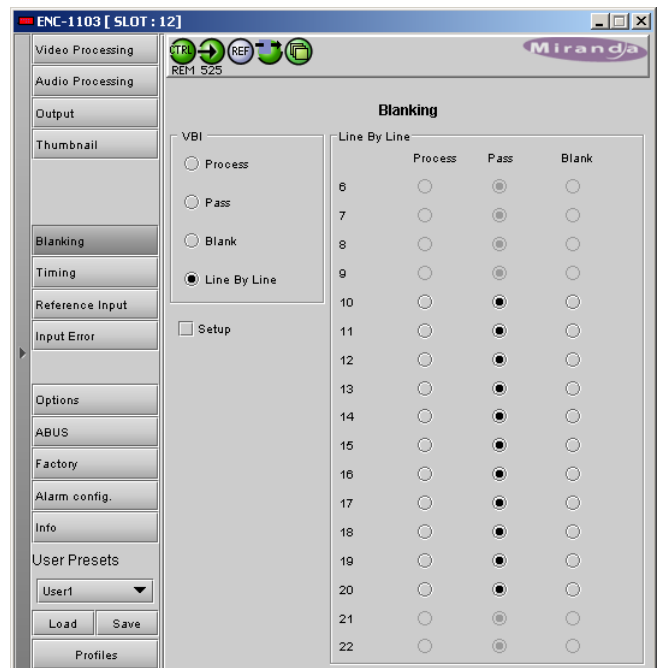 ENC-1103 [ SLOT : 12]
Video Processing
Audio Processing
Output
Thumbnail
Blanking
Timing
Reference Input
Input Error
Options
ABUS
Factory
Alarm config.
Info
User Presets
User1
Load Save
Profiles
CTRL REF
REM 525
Miranda
Blanking
VBI
Process
Pass
Blank
Line By Line
Setup
Line By Line
Process Pass Blank
6
7
8
9
10
11
12
13
14
15
16
17
18
19
20
21
22